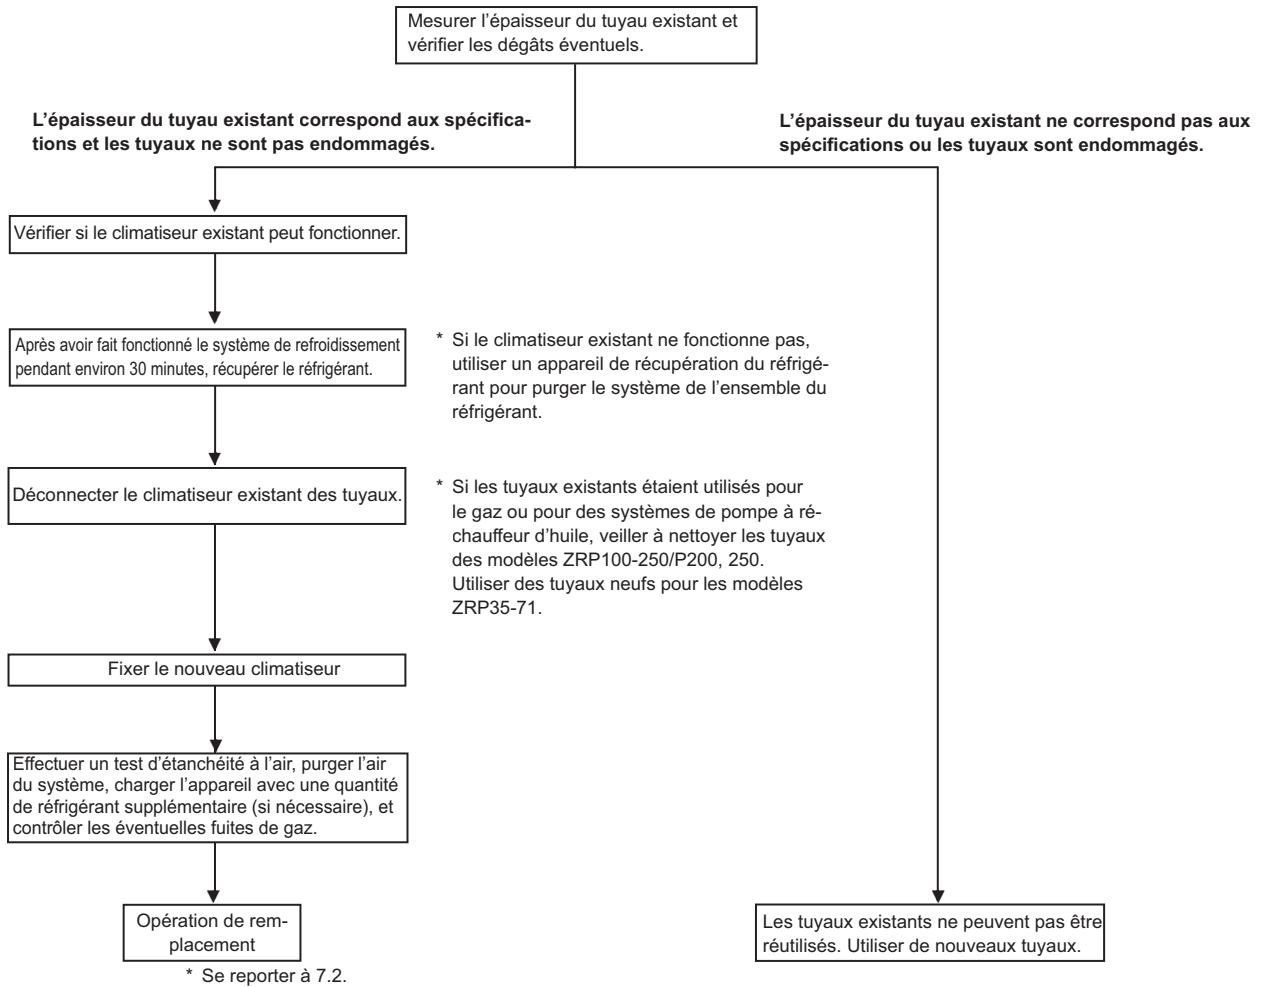 Mesurer l’épaisseur du tuyau existant et
vérifier les dégâts éventuels.
L’épaisseur du tuyau existant correspond aux spécifica-
tions et les tuyaux ne sont pas endommagés.
L’épaisseur du tuyau existant ne correspond pas aux
spécifications ou les tuyaux sont endommagés.
Vérifier si le climatiseur existant peut fonctionner.
Après avoir fait fonctionné le système de refroidissement
pendant environ 30 minutes, récupérer le réfrigérant.
* Si le climatiseur existant ne fonctionne pas,
utiliser un appareil de récupération du réfrigé-
rant pour purger le système de l’ensemble du
réfrigérant.
Déconnecter le climatiseur existant des tuyaux.
* Si les tuyaux existants étaient utilisés pour
le gaz ou pour des systèmes de pompe à ré-
chauffeur d’huile, veiller à nettoyer les tuyaux
des modèles ZRP100-250/P200, 250.
Utiliser des tuyaux neufs pour les modèles
ZRP35-71.
Fixer le nouveau climatiseur
Effectuer un test d’étanchéité à l’air, purger l’air
du système, charger l’appareil avec une quantité
de réfrigérant supplémentaire (si nécessaire), et
contrôler les éventuelles fuites de gaz.
Opération de rem-
placement
* Se reporter à 7.2.
Les tuyaux existants ne peuvent pas être
réutilisés. Utiliser de nouveaux tuyaux.